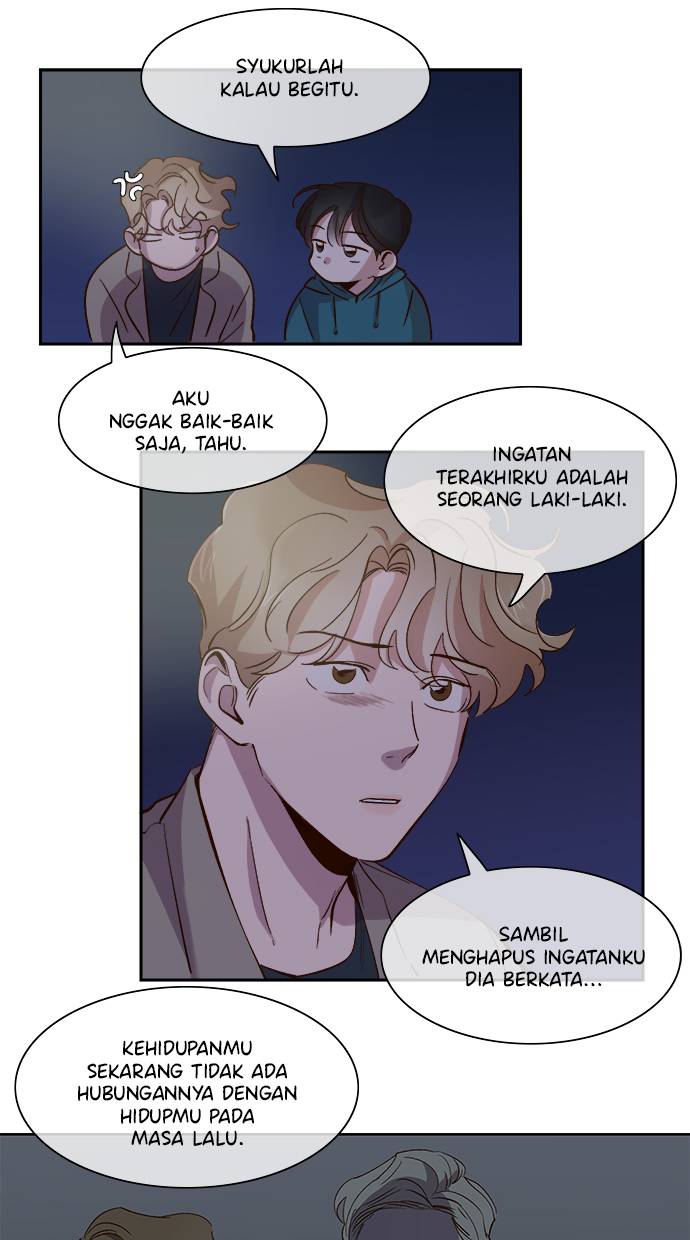 SYUKURLAH
KALAU BEGITU.
AKU
NGGAK BAIK-BAIK
SAJA, TAHU.
INGATAN
TERAKHIRKU ADALAH
SEORANG LAKI-LAKI.
SAMBIL
MENGHAPUS INGATANKU
DIA BERKATA...
KEHIDUPANMU
SEKARANG TIDAK ADA
HUBUNGANNYA DENGAN
HIDUPMU PADA
MASA LALU.